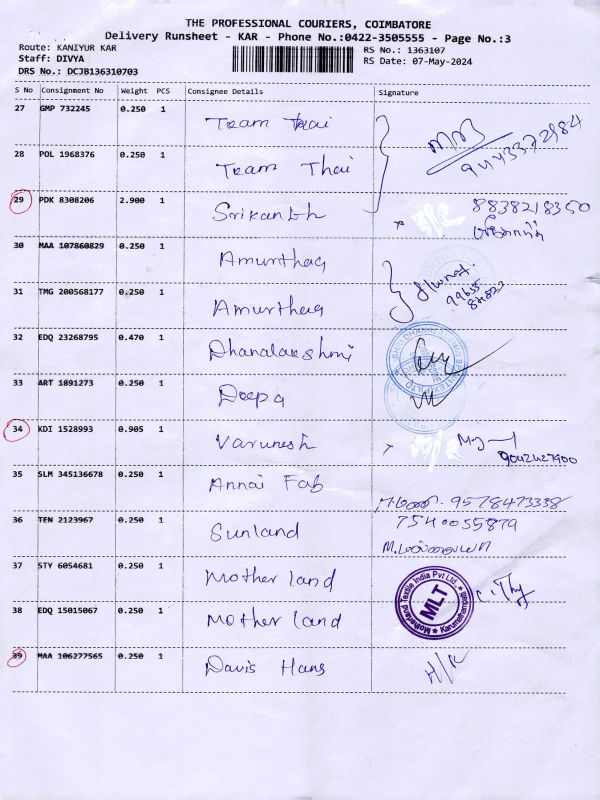 THE PROFESSIONAL COURIERS, COIMBATORE
Delivery Runsheet - KAR - Phone No.:0422-3505555 - Page No.:3
Route: KANIYUR KAR
Staff: DIVYA
DRS No.: DCJB136310703
RS No.: 1363107
RS Date: 07-May-2024
S No Consignment No Weight PCS Consignee Details Signature
27 GMP 732245 0.250 1 Team thai
28 POL 1968376 0.250 1 Team Thai
29 PDK 8308206 2.900 1 Srikanth 8838218350
30 MAA 107860829 0.250 1 Amurthaa
31 TMG 200568177 0.250 1 Amurthaa
32 EDQ 23268795 0.470 1 Dhanalakshmi
33 ART 1891273 0.250 1 Deepa
34 KDI 1528993 0.905 1 Varunesh 9042427900
35 SLM 345136678 0.250 1 Annai Fab 9578473338
36 TEN 2123967 0.250 1 Sunland 7540055879
37 STY 6054681 0.250 1 Mother land
38 EDQ 15015067 0.250 1 Mother land
Motherland Textile India Pvt Ltd.
MLT
39 MAA 106277565 0.250 1 Davis Hans H/R